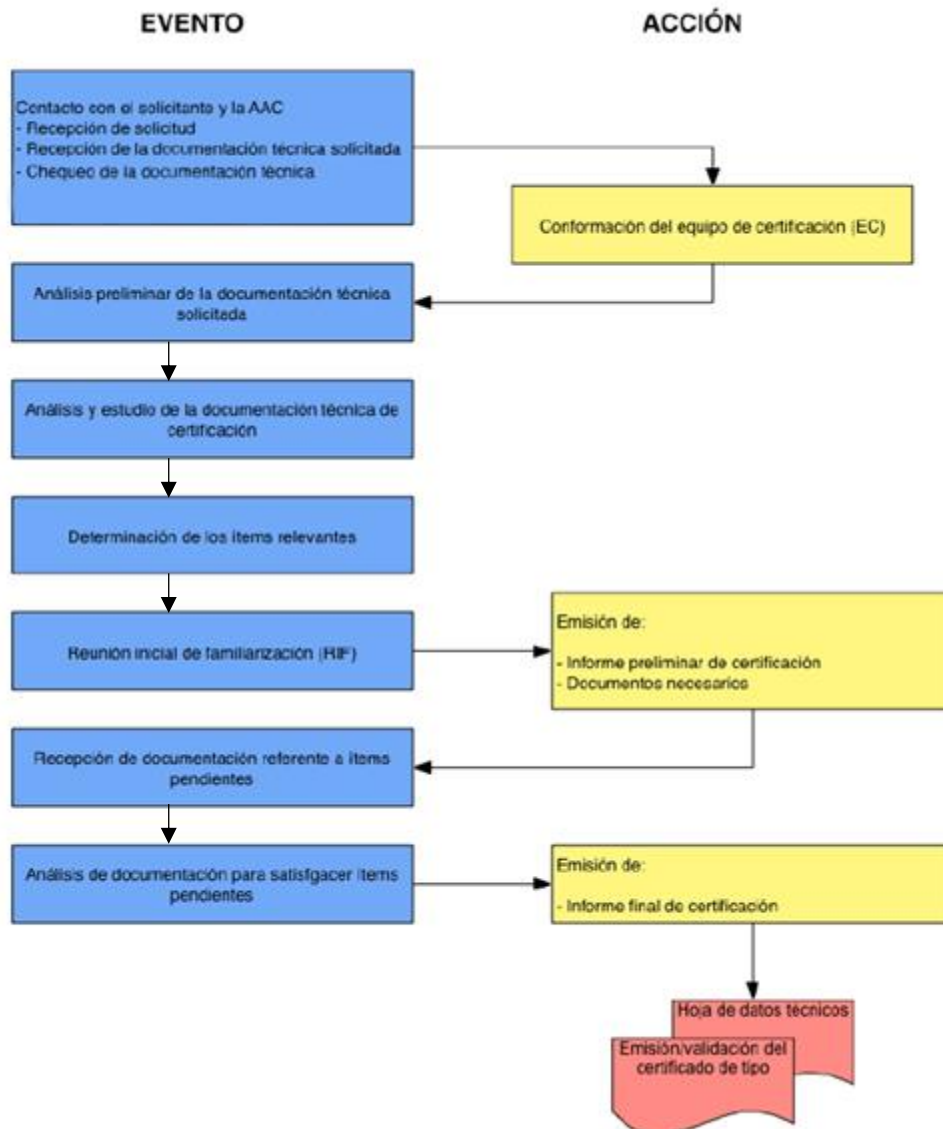 EVENTO
ACCIÓN
Contacto con el solicitante y la AAC
- Recepción de solicitud
- Recepción de la documentación técnica solicitada
- Chequeo de la documentación técnica
Conformación del equipo de certificación (EC)
Análisis preliminar de la documentación técnica
solicitada
Análisis y estudio de la documentación técnica de
certificación
Determinación de los ítems relevantes
Reunión inicial de familiarización (RIF)
Emisión de:
- Informe preliminar de certificación
- Documentos necesarios
Recepción de documentación referente a ítems
pendientes
Análisis de documentación para satisfgacer ítems
pendientes
Emisión de:
- Informe final de certificación
Hoja de datos técnicos
Emisión/validación del
certificado de tipo